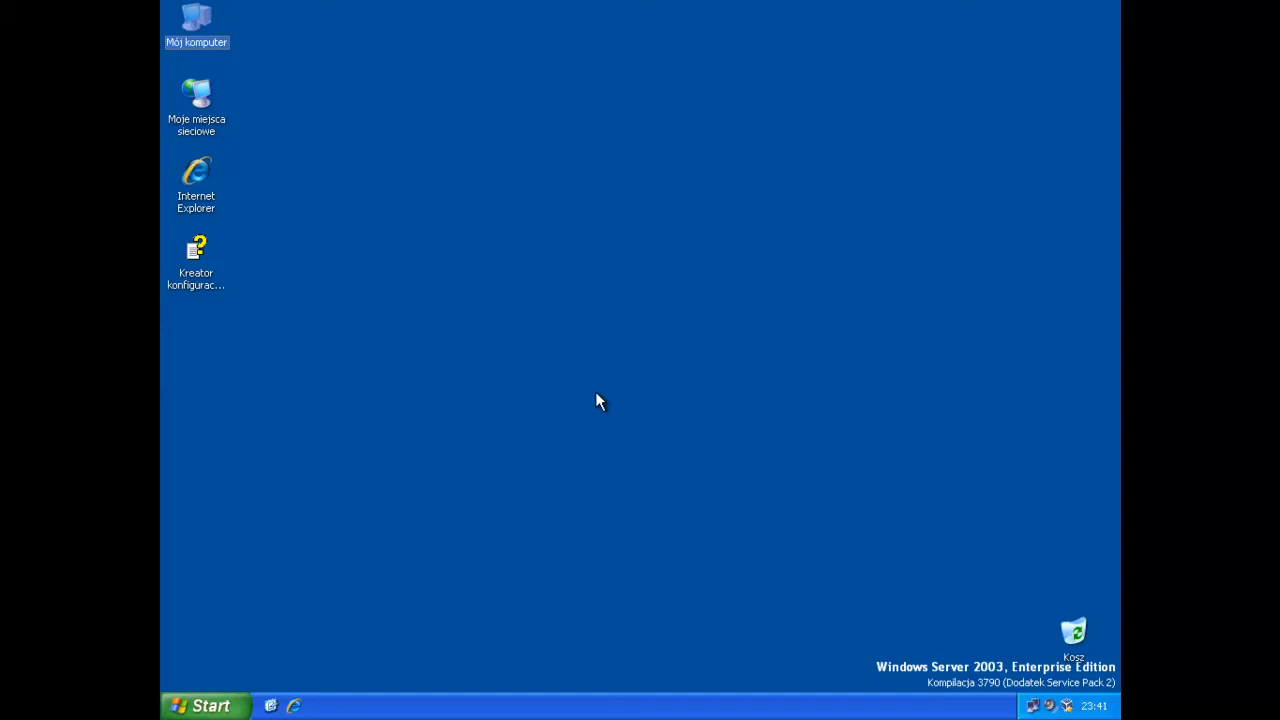 Mój komputer
Moje miejsca
sieciowe
Internet
Explorer
Kreator
konfigurac...
Kosz
Windows Server 2003, Enterprise Edition
Kompilacja 3790 (Dodatek Service Pack 2)
Start
23:41